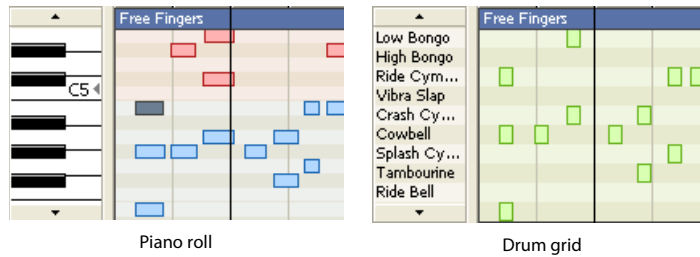 Free Fingers
C5
Piano roll
Free Fingers
Low Bongo
High Bongo
Ride Cym...
Vibra Slap
Crash Cy...
Cowbell
Splash Cy...
Tambourine
Ride Bell
Drum grid